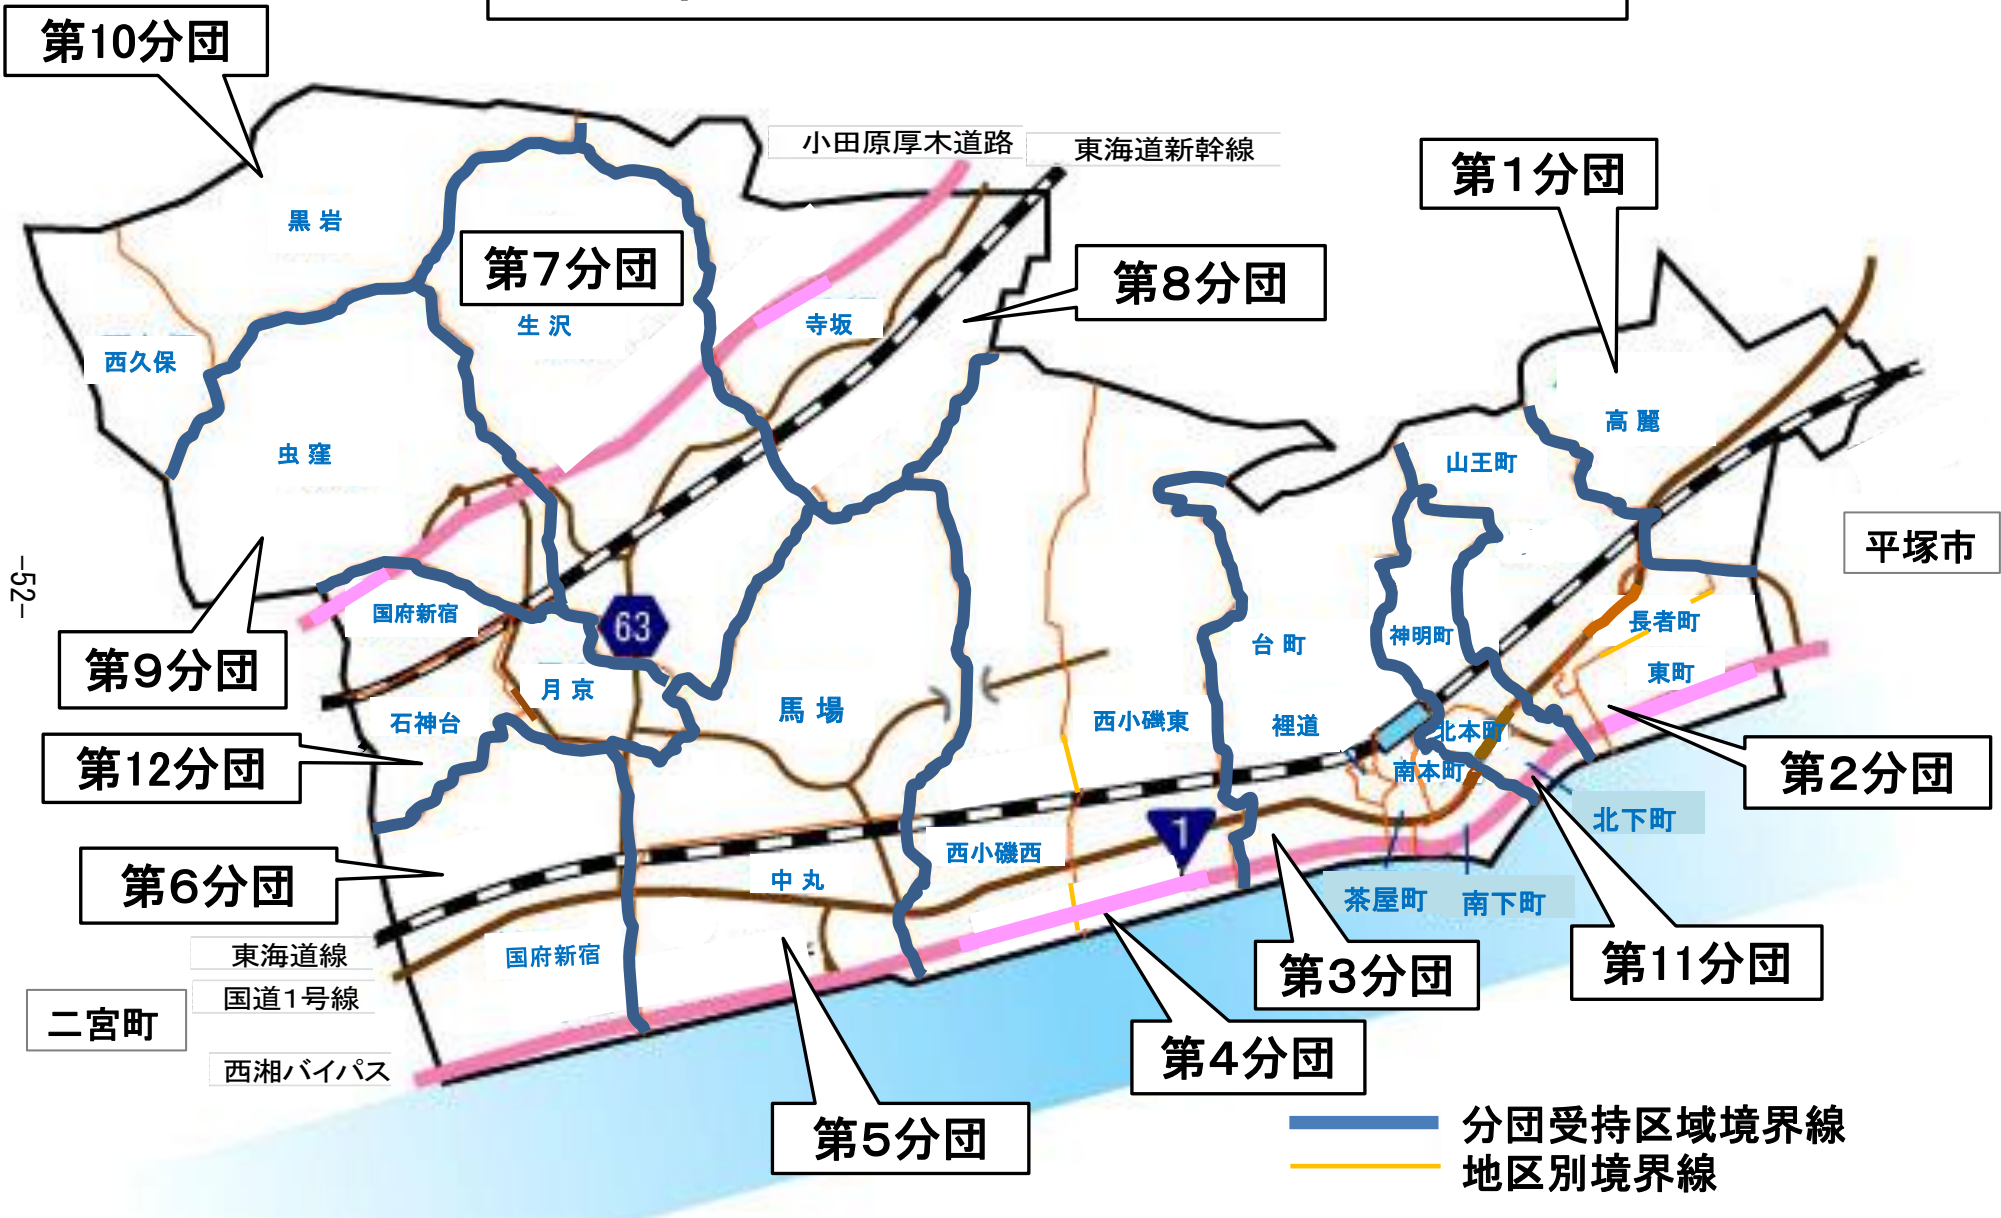 第10分団
小田原厚木道路
東海道新幹線
第1分団
黒岩
第7分団
第8分団
生沢
寺坂
西久保
高麗
虫窪
山王町
平塚市
-52-
国府新宿
63
長者町
神明町
台町
第9分団
東町
月京
馬場
石神台
西小磯東
裡道
北本町
第12分団
南本町
第2分団
北下町
1
西小磯西
第6分団
中丸
茶屋町
南下町
東海道線
国府新宿
第3分団
第11分団
国道1号線
二宮町
第4分団
西湘バイパス
第5分団
分団受持区域境界線
地区別境界線